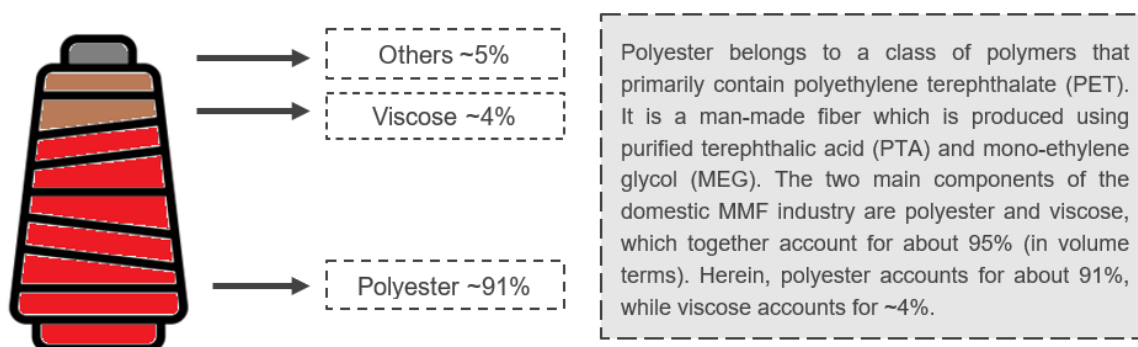 Others ~5%
Viscose ~4%
Polyester ~91%
Polyester belongs to a class of polymers that
primarily contain polyethylene terephthalate (PET).
It is a man-made fiber which is produced using
purified terephthalic acid (PTA) and mono-ethylene
glycol (MEG). The two main components of the
domestic MMF industry are polyester and viscose,
which together account for about 95% (in volume
terms). Herein, polyester accounts for about 91%,
while viscose accounts for ~4%.